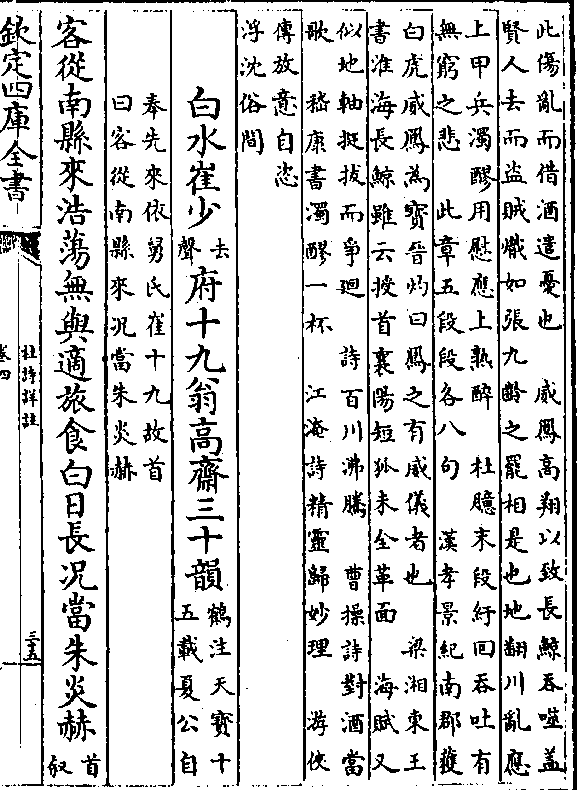 此傷亂而借酒遣憂也　威鳳高翔以致長鯨吞噬蓋
賢人去而盜賊熾如張九齡之罷相是也地翻川亂應
上甲兵濁醪用慰應上熟醉　杜臆末段紆回吞吐有
無窮之悲　此章五段段各八句　漢孝景紀南郡獲
白虎威鳳為寶晉灼曰鳳之有威儀者也　梁湘東王
書淮海長鯨雖云授首襄陽短狐未全革面　海賦又
似地軸挺拔而爭迴　詩百川沸騰　曹操詩對酒當
歌　嵇康書濁醪一杯　江淹詩精靈歸妙理　游俠
傳放意自恣
浮沈俗間
白水崔少去聲府十九翁高齋三十韻鶴注天寶十五載夏公自
奉先來依舅氏崔十九故首
曰客從南縣來況當朱炎赫
客從南縣來浩蕩無與適旅食白日長況當朱炎赫首叙
欽定四庫全書
杜詩詳註
卷四
三五